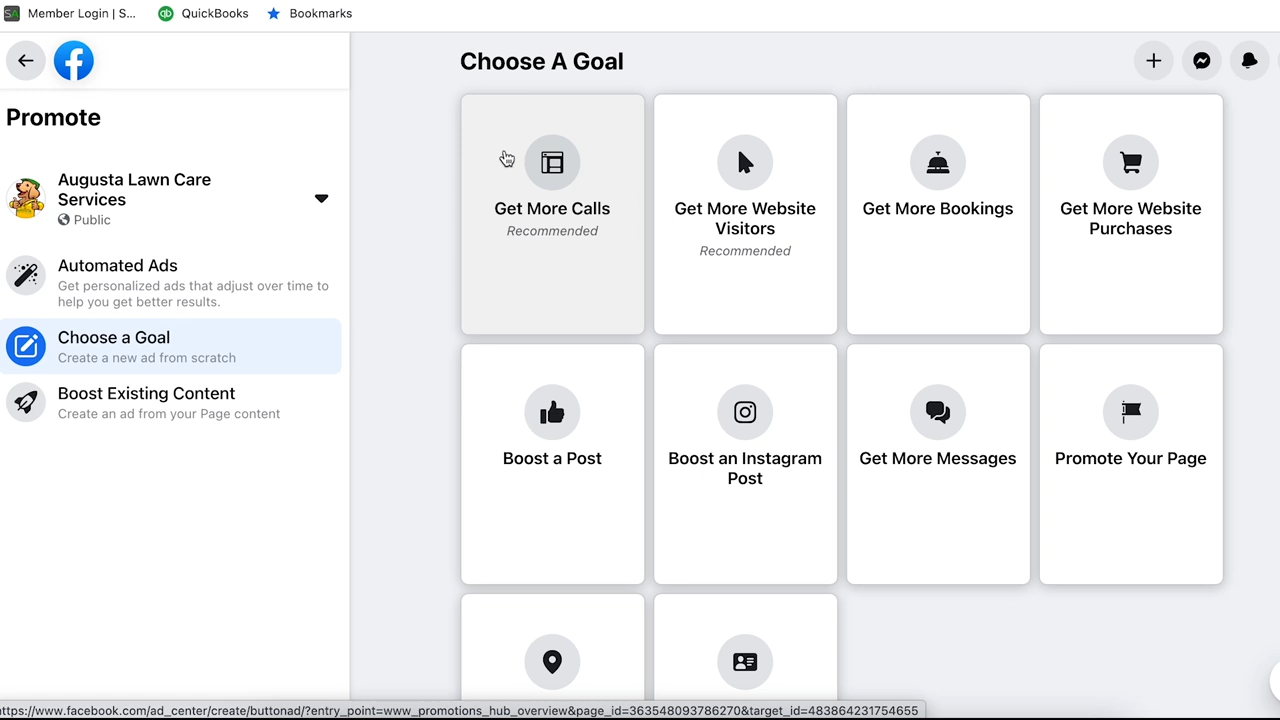 Member Login | S...
QuickBooks
Bookmarks
Promote
Augusta Lawn Care
Services
Public
Automated Ads
Get personalized ads that adjust over time to
help you get better results.
Choose a Goal
Create a new ad from scratch
Boost Existing Content
Create an ad from your Page content
Choose A Goal
Get More Calls
Recommended
Get More Website
Visitors
Recommended
Get More Bookings
Get More Website
Purchases
Boost a Post
Boost an Instagram
Post
Get More Messages
Promote Your Page
ttps://www.facebook.com/ad_center/create/buttonad/?entry_point=www_promotions_hub_overview&page_id=363548093786270&target_id=483864231754655